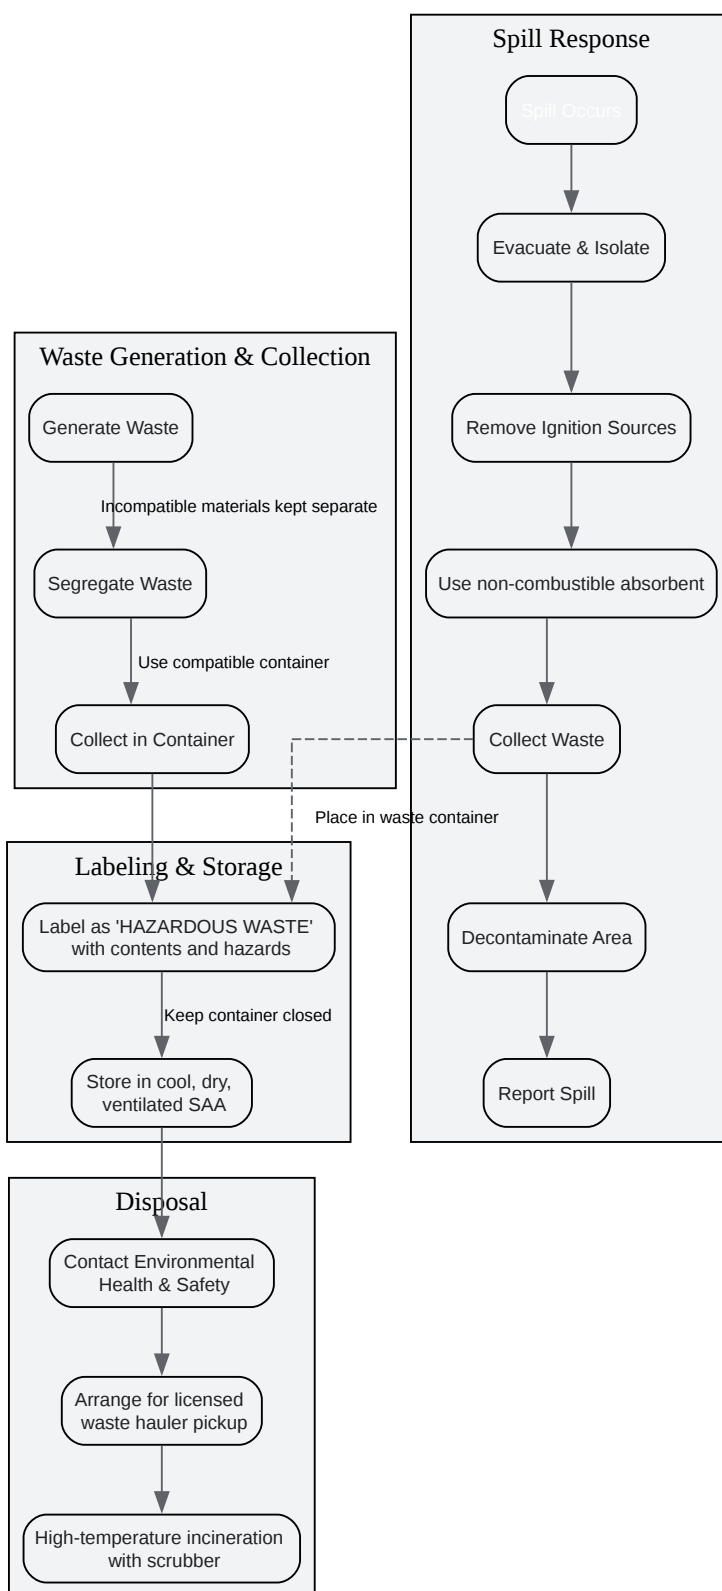 Spill Response
Spill Occurs
Evacuate & Isolate
Waste Generation & Collection
Generate Waste
Remove Ignition Sources
Incompatible materials kept separate
Segregate Waste
Use non-combustible absorbent
Use compatible container
Collect in Container
Collect Waste
Place in waste container
Labeling & Storage
Label as 'HAZARDOUS WASTE'
with contents and hazards
Decontaminate Area
Keep container closed
Store in cool, dry,
ventilated SAA
Report Spill
Disposal
Contact Environmental
Health & Safety
Arrange for licensed
waste hauler pickup
High-temperature incineration
with scrubber